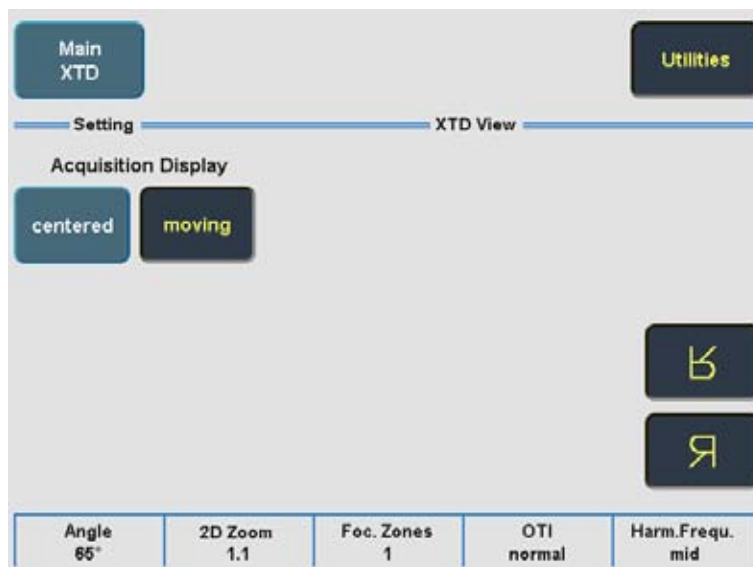 Main
XTD
Utilities
Setting
XTD View
Acquisition Display
centered
moving
Angle
65°
2D Zoom
1.1
Foc. Zones
1
OTI
normal
Harm.Frequ.
mid